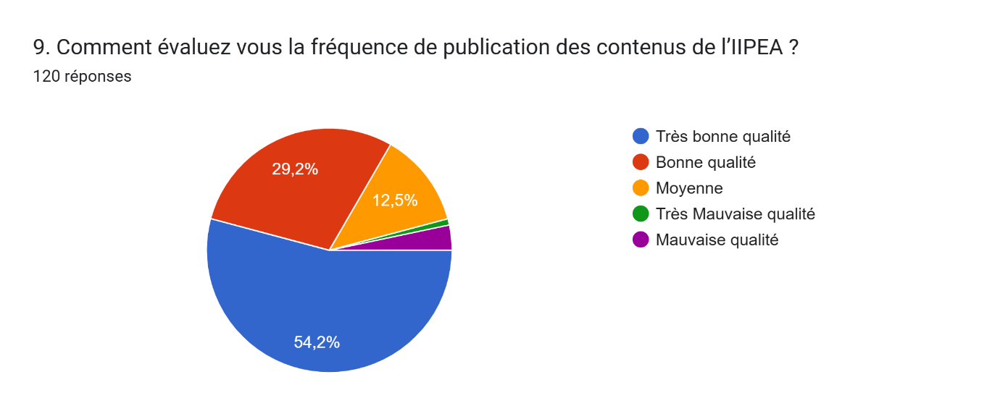 9. Comment évaluez vous la fréquence de publication des contenus de l’IIPEA ?
120 réponses
29,2%
12,5%
54,2%
Très bonne qualité
Bonne qualité
Moyenne
Très Mauvaise qualité
Mauvaise qualité